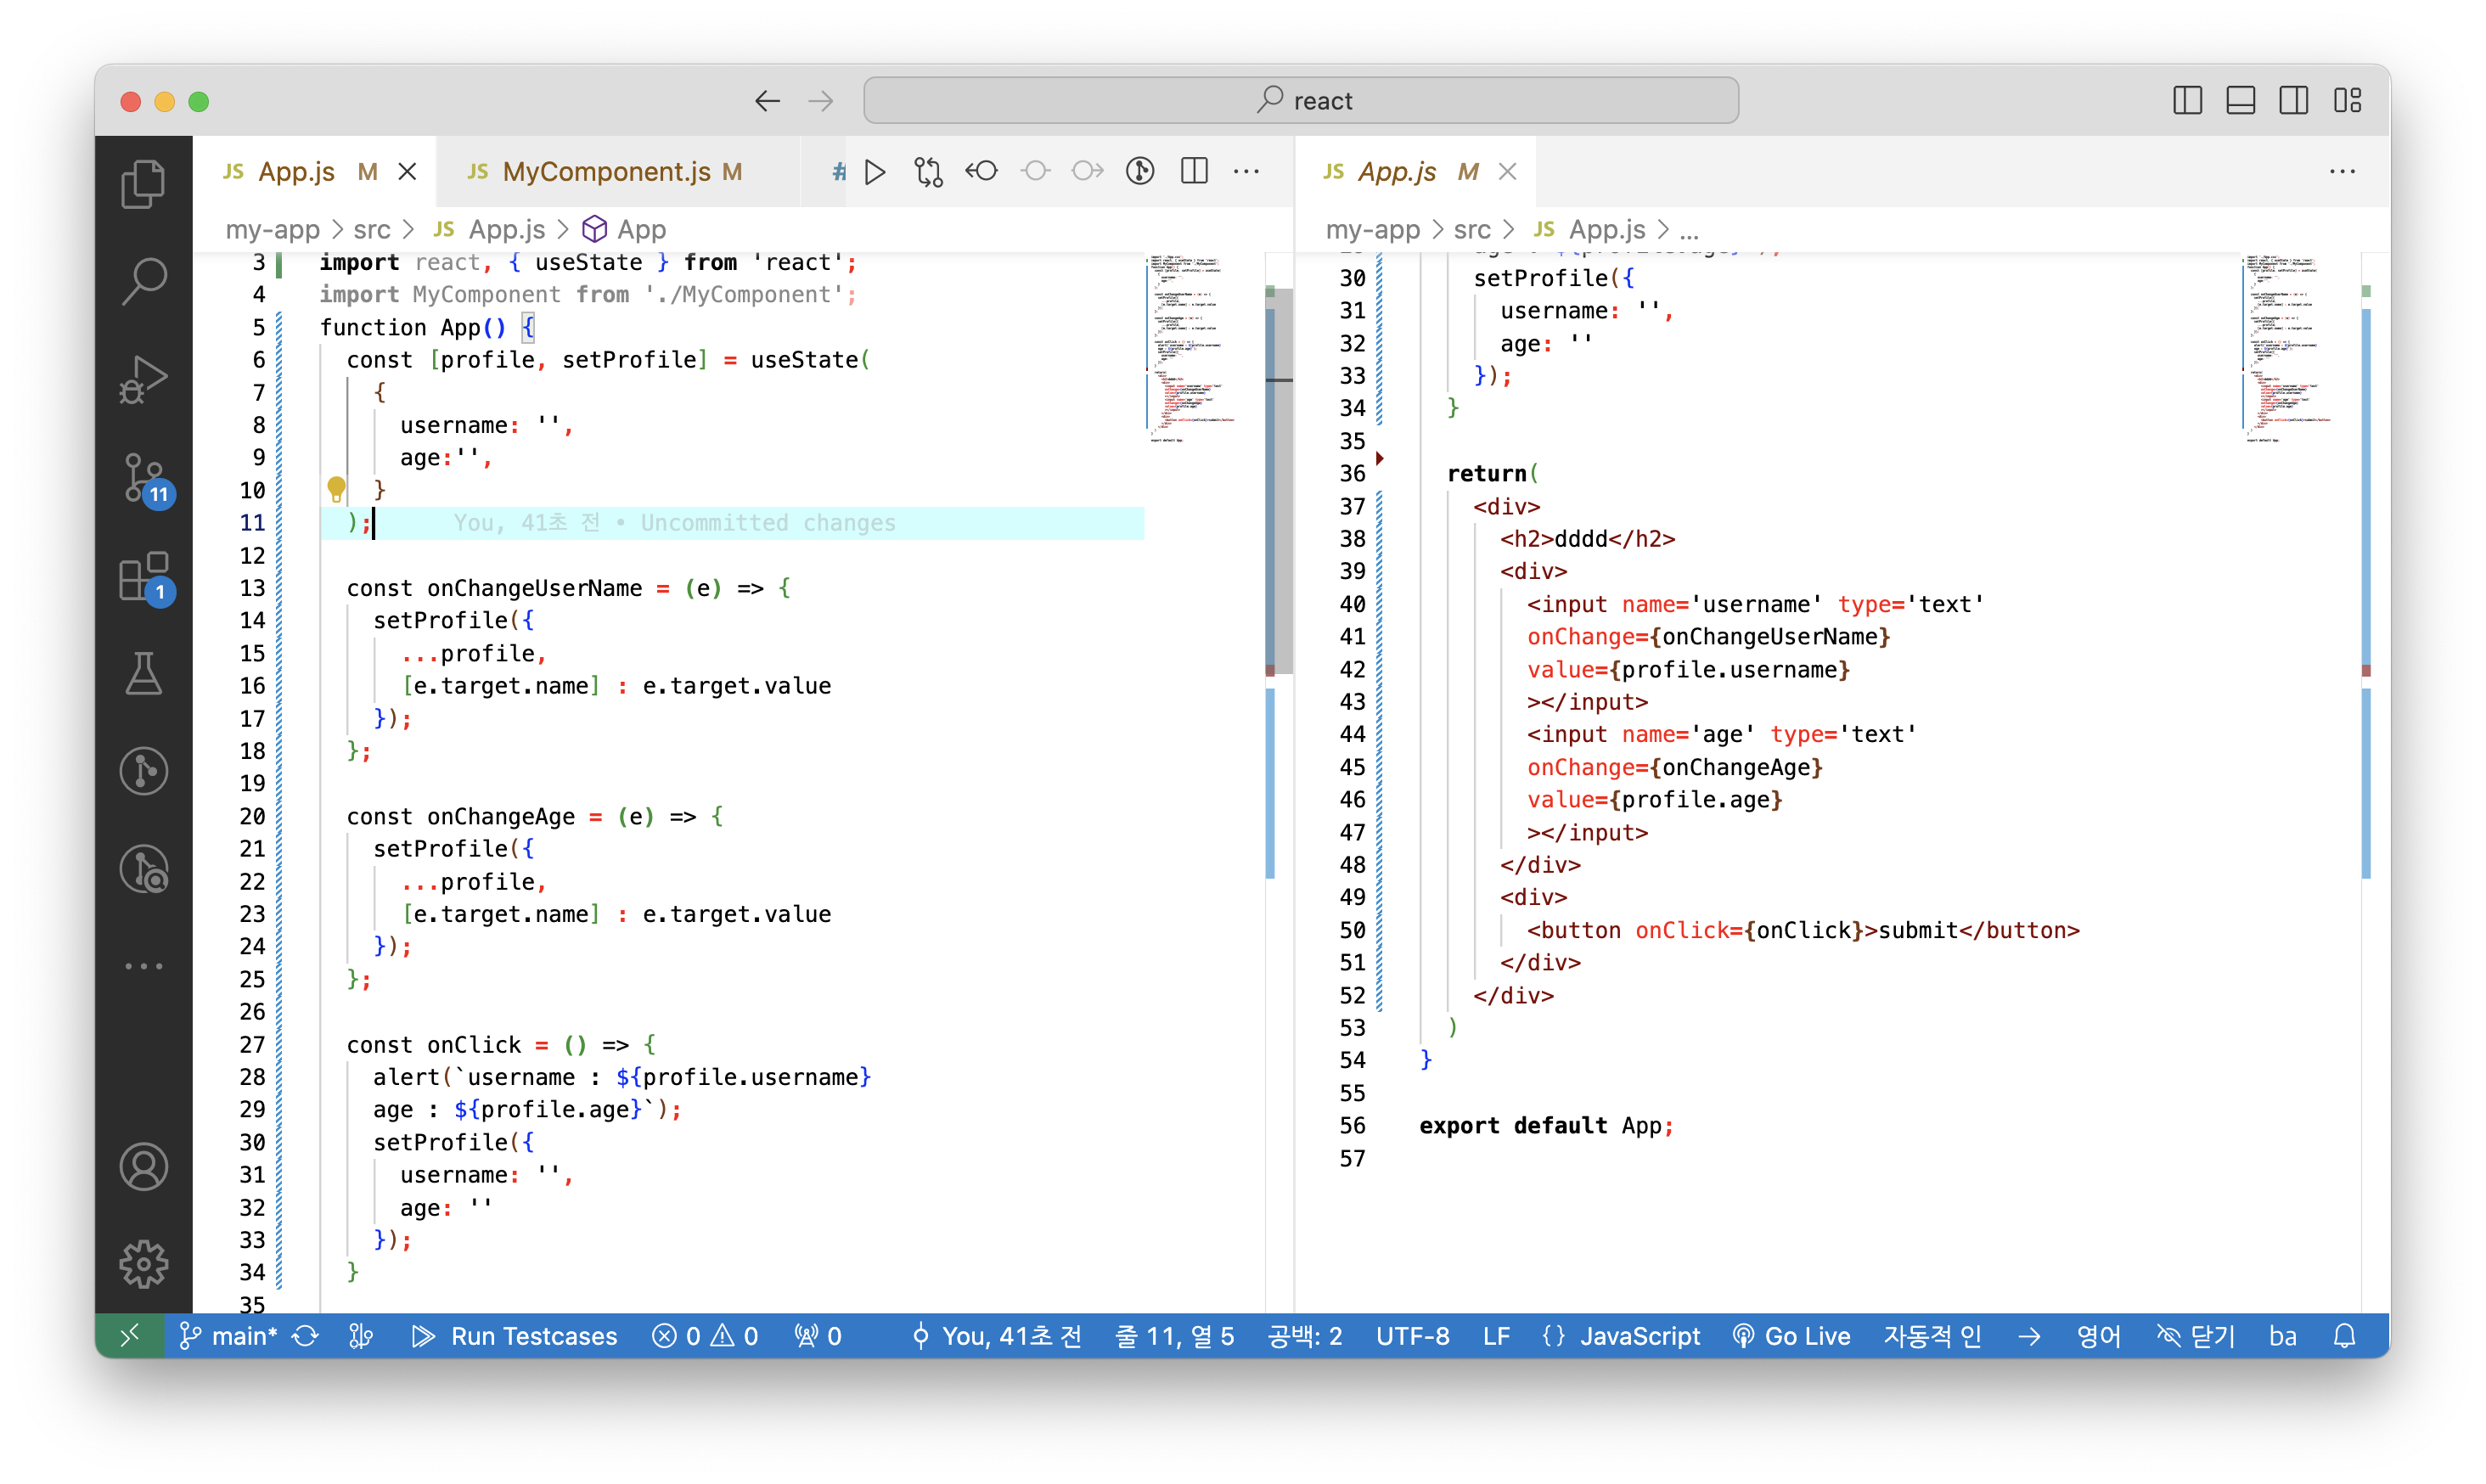 react
JS App.js M
JS MyComponent.js M
#
my-app > src > JS App.js > App
3 import react, { useState } from 'react';
4 import MyComponent from './MyComponent';
5 function App() {
6 const [profile, setProfile] = useState(
7 {
8 username: '',
9 age:'',
10 }
11 ); You, 41초 전 • Uncommitted changes
12
13 const onChangeUserName = (e) => {
14 setProfile({
15 ...profile,
16 [e.target.name] : e.target.value
17 });
18 };
19
20 const onChangeAge = (e) => {
21 setProfile({
22 ...profile,
23 [e.target.name] : e.target.value
24 });
25 };
26
27 const onClick = () => {
28 alert(`username : ${profile.username}
29 age : ${profile.age}`);
30 setProfile({
31 username: '',
32 age: ''
33 });
34 }
35
JS App.js M
my-app > src > JS App.js > ...
30 setProfile({
31 username: '',
32 age: ''
33 });
34 }
35
36 return(
37 <div>
38 <h2>dddd</h2>
39 <div>
40 <input name='username' type='text'
41 onChange={onChangeUserName}
42 value={profile.username}
43 ></input>
44 <input name='age' type='text'
45 onChange={onChangeAge}
46 value={profile.age}
47 ></input>
48 </div>
49 <div>
50 <button onClick={onClick}>submit</button>
51 </div>
52 </div>
53 )
54 }
55
56 export default App;
57
11
1
main* Run Testcases 0 0 0 You, 41초 전 줄 11, 열 5 공백: 2 UTF-8 LF {} JavaScript Go Live 자동적 인 → 영어 닫기 ba